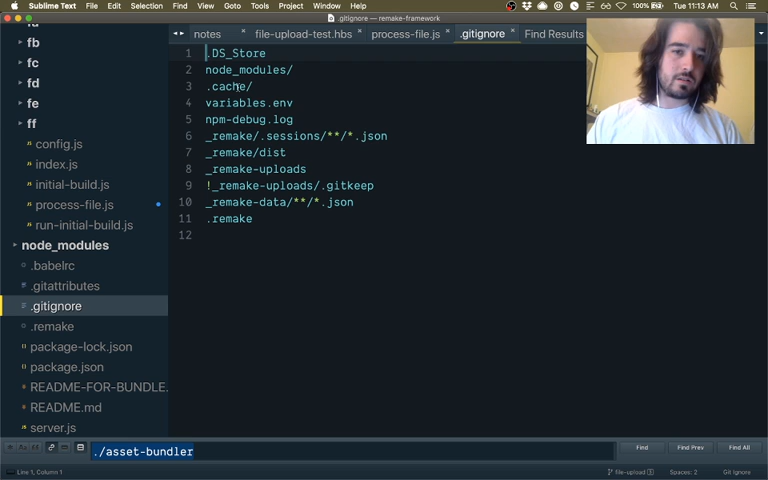 Sublime Text File Edit Selection Find View Goto Tools Project Window Help
100% Tue 11:13 AM
.gitignore — remake-framework
notes × file-upload-test.hbs × process-file.js × .gitignore × Find Results
fb
fc
fd
fe
ff
config.js
index.js
initial-build.js
process-file.js
run-initial-build.js
node_modules
.babelrc
.gitattributes
.gitignore
.remake
package-lock.json
package.json
README-FOR-BUNDLE.
README.md
server.js
1 .DS_Store
2 node_modules/
3 .cache/
4 variables.env
5 npm-debug.log
6 _remake/.sessions/**/*.json
7 _remake/dist
8 _remake-uploads
9 !_remake-uploads/.gitkeep
10 _remake-data/**/*.json
11 .remake
12
./asset-bundler
Find Find Prev Find All
Line 1, Column 1
file-upload Spaces: 2 Git Ignore